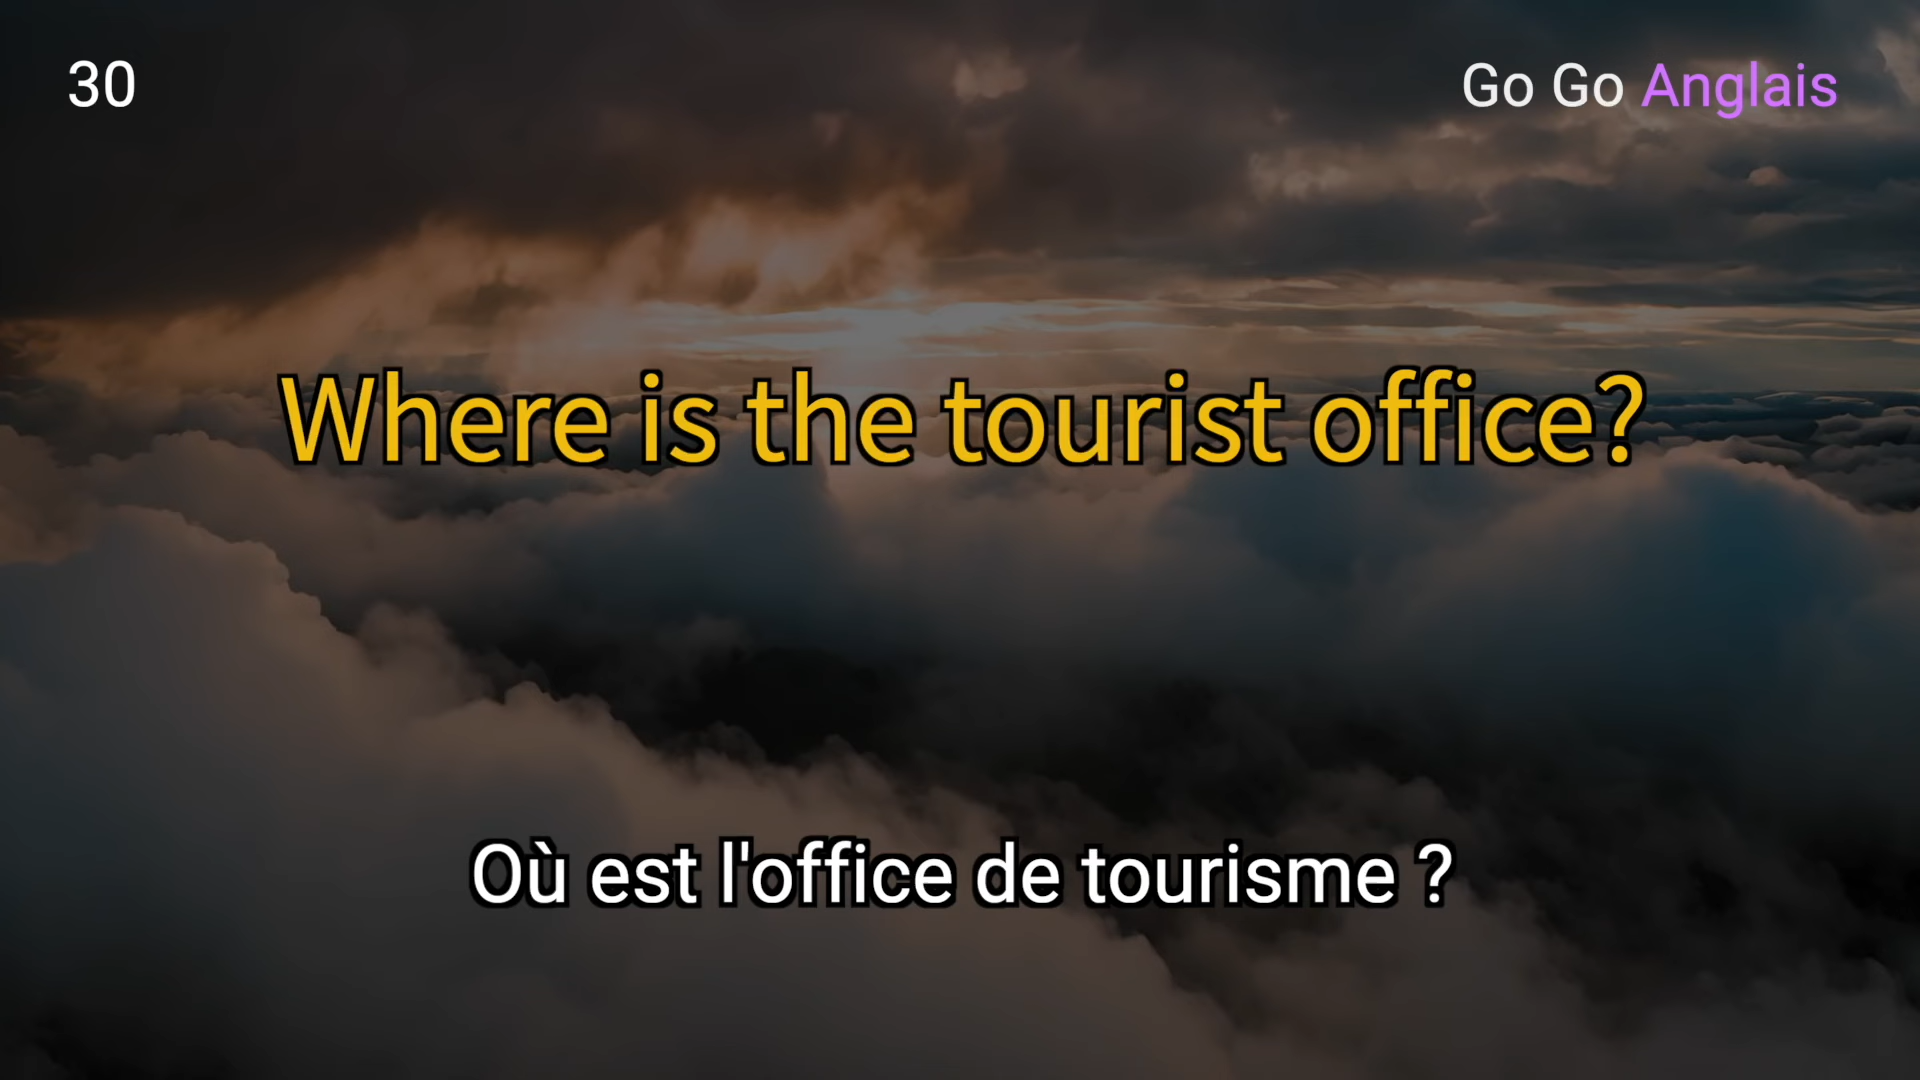 30
Go Go Anglais
Where is the tourist office?
Où est l'office de tourisme ?